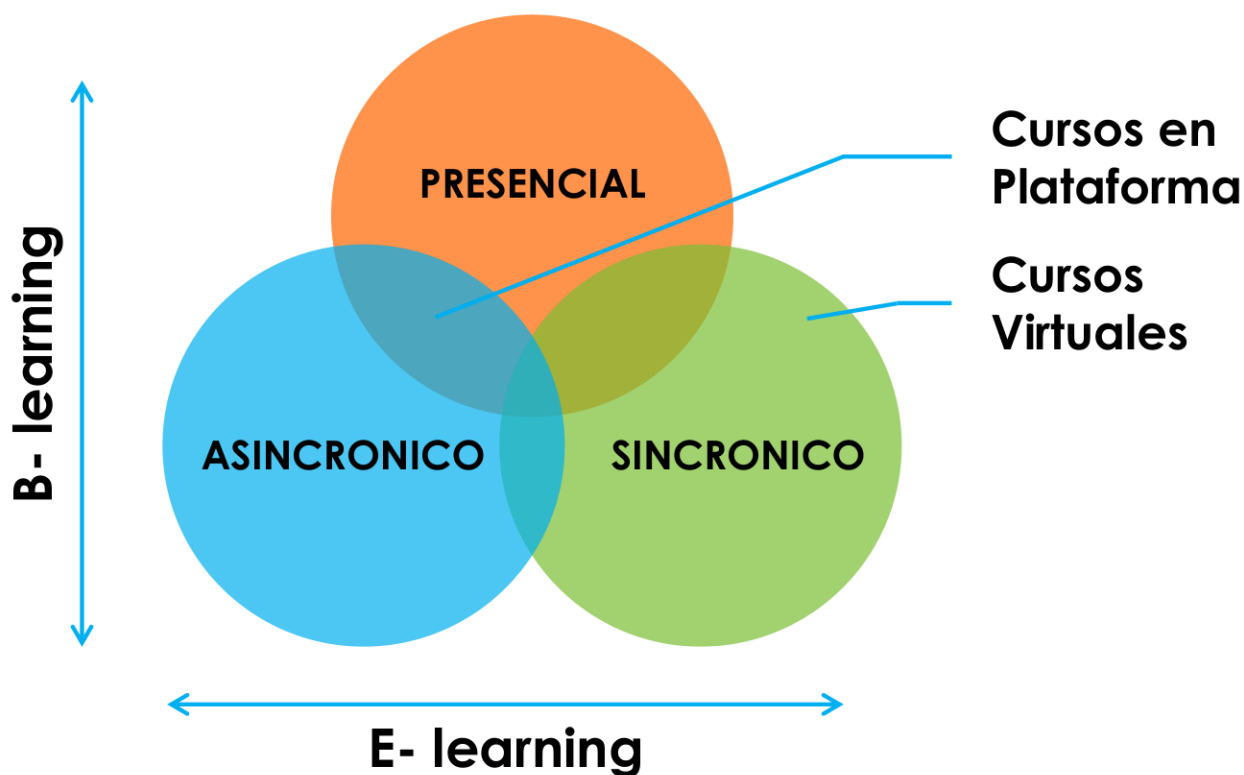 PRESENCIAL
Cursos en
Plataforma
Cursos
Virtuales
B- learning
ASINCRONICO
SINCRONICO
E- learning